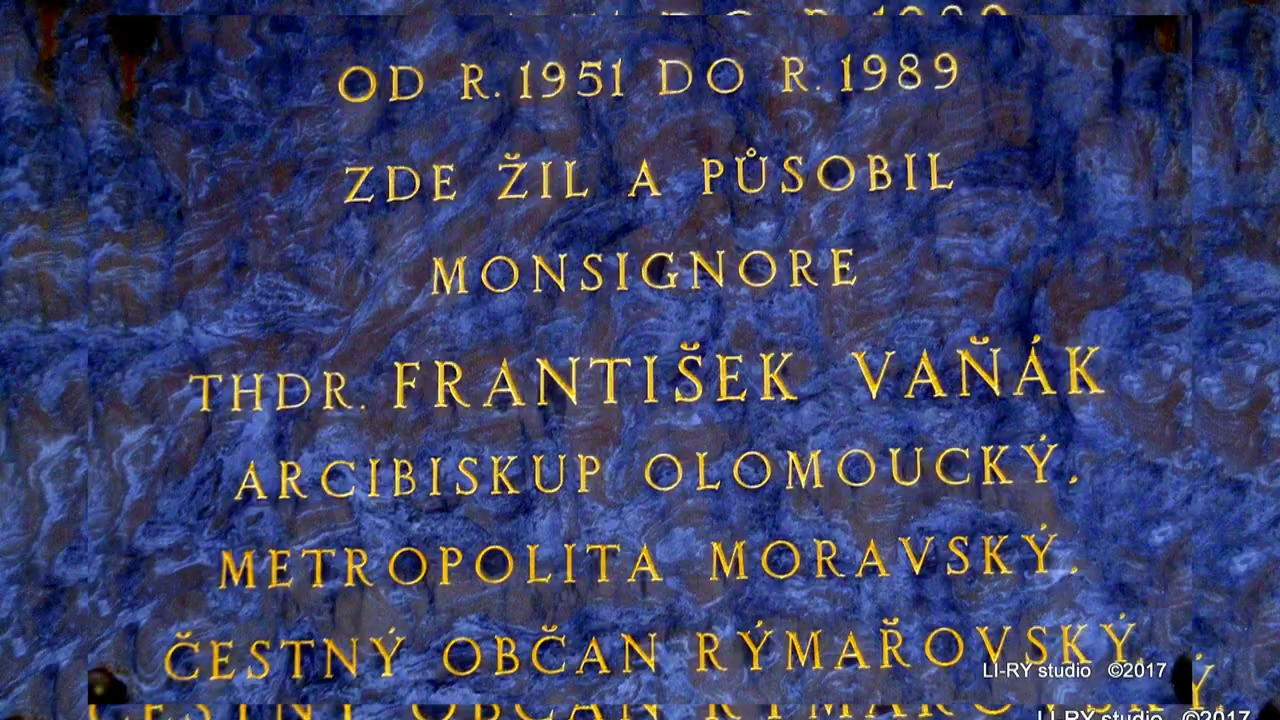 OD R. 1951 DO R. 1989
ZDE ŽIL A PŮSOBIL
MONSIGNORE
THDR. FRANTIŠEK VAŇÁK
ARCIBISKUP OLOMOUCKÝ,
METROPOLITA MORAVSKÝ,
ČESTNÝ OBČAN RÝMAŘOVSKÝ
LI-RY studio ©2017